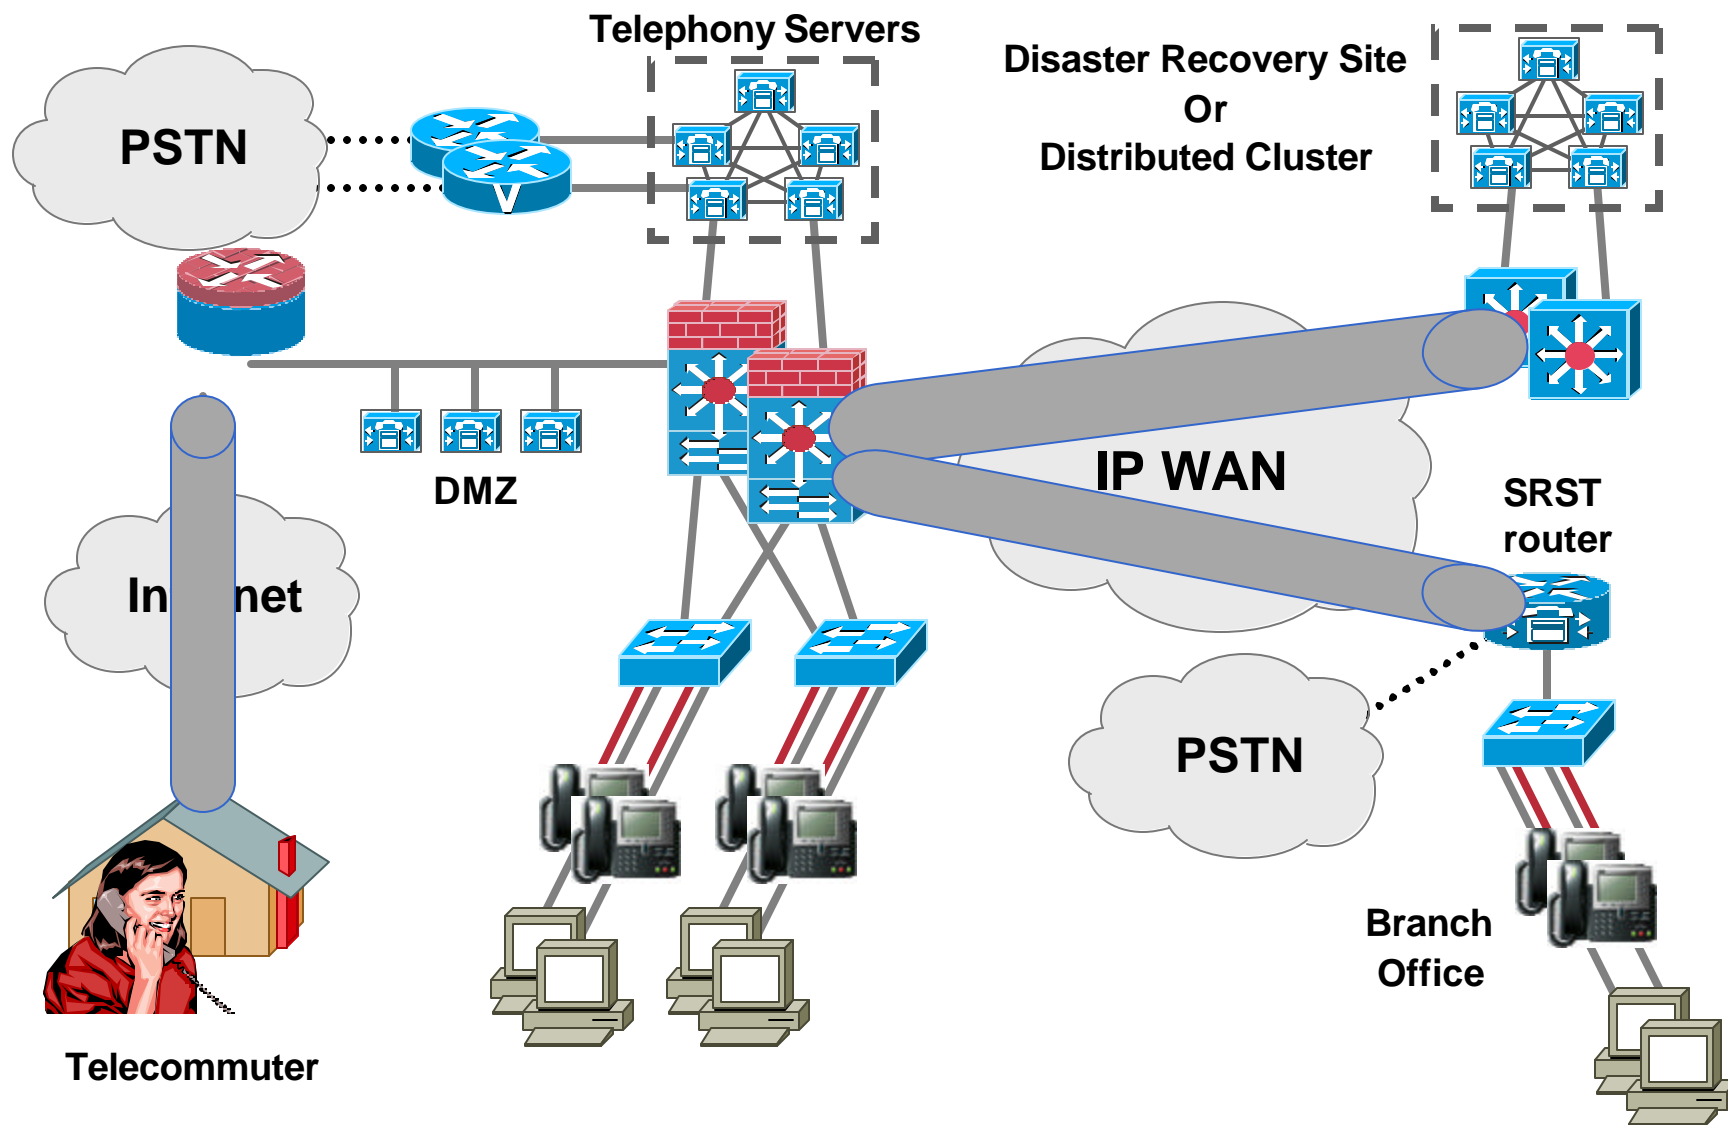 Telephony Servers
Disaster Recovery Site
Or
Distributed Cluster
PSTN
V
DMZ
IP WAN
SRST
router
In net
PSTN
Branch
Office
Telecommuter